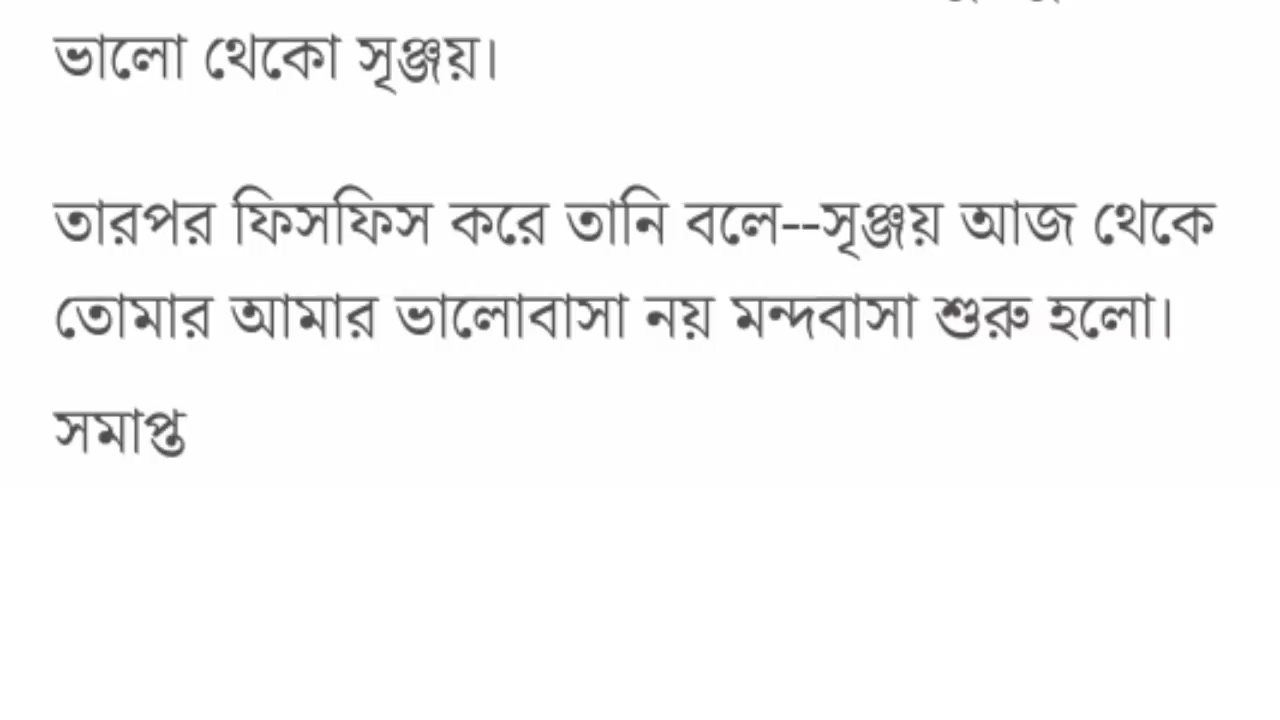 ভালো থেকো সৃঞ্জয়।
তারপর ফিসফিস করে তানি বলে--সৃঞ্জয় আজ থেকে
তোমার আমার ভালোবাসা নয় মন্দবাসা শুরু হলো।
সমাপ্ত